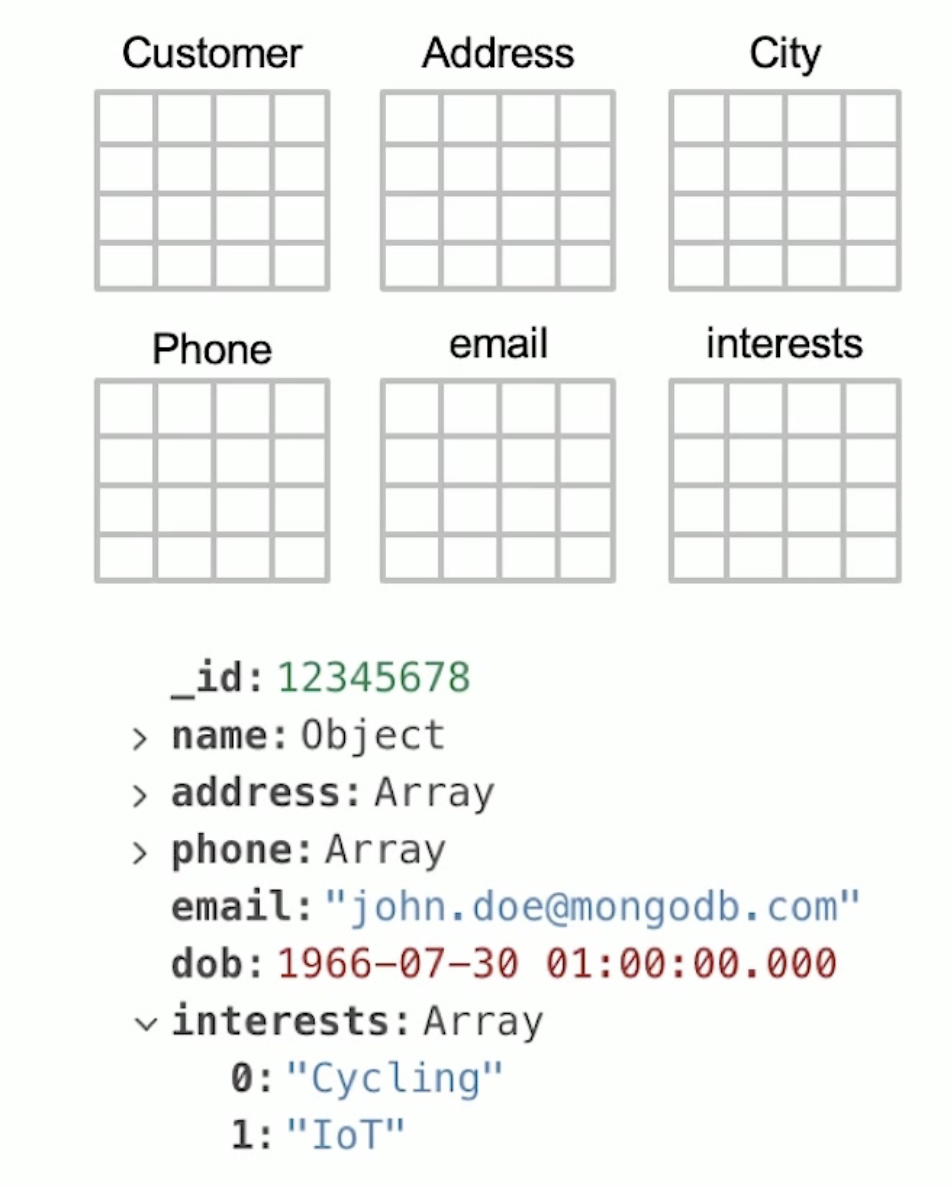 Customer Address City
Phone email interests
_id: 12345678
> name: Object
> address: Array
> phone: Array
email: "john.doe@mongodb.com"
dob: 1966-07-30 01:00:00.000
interests: Array
0: "Cycling"
1: "IoT"